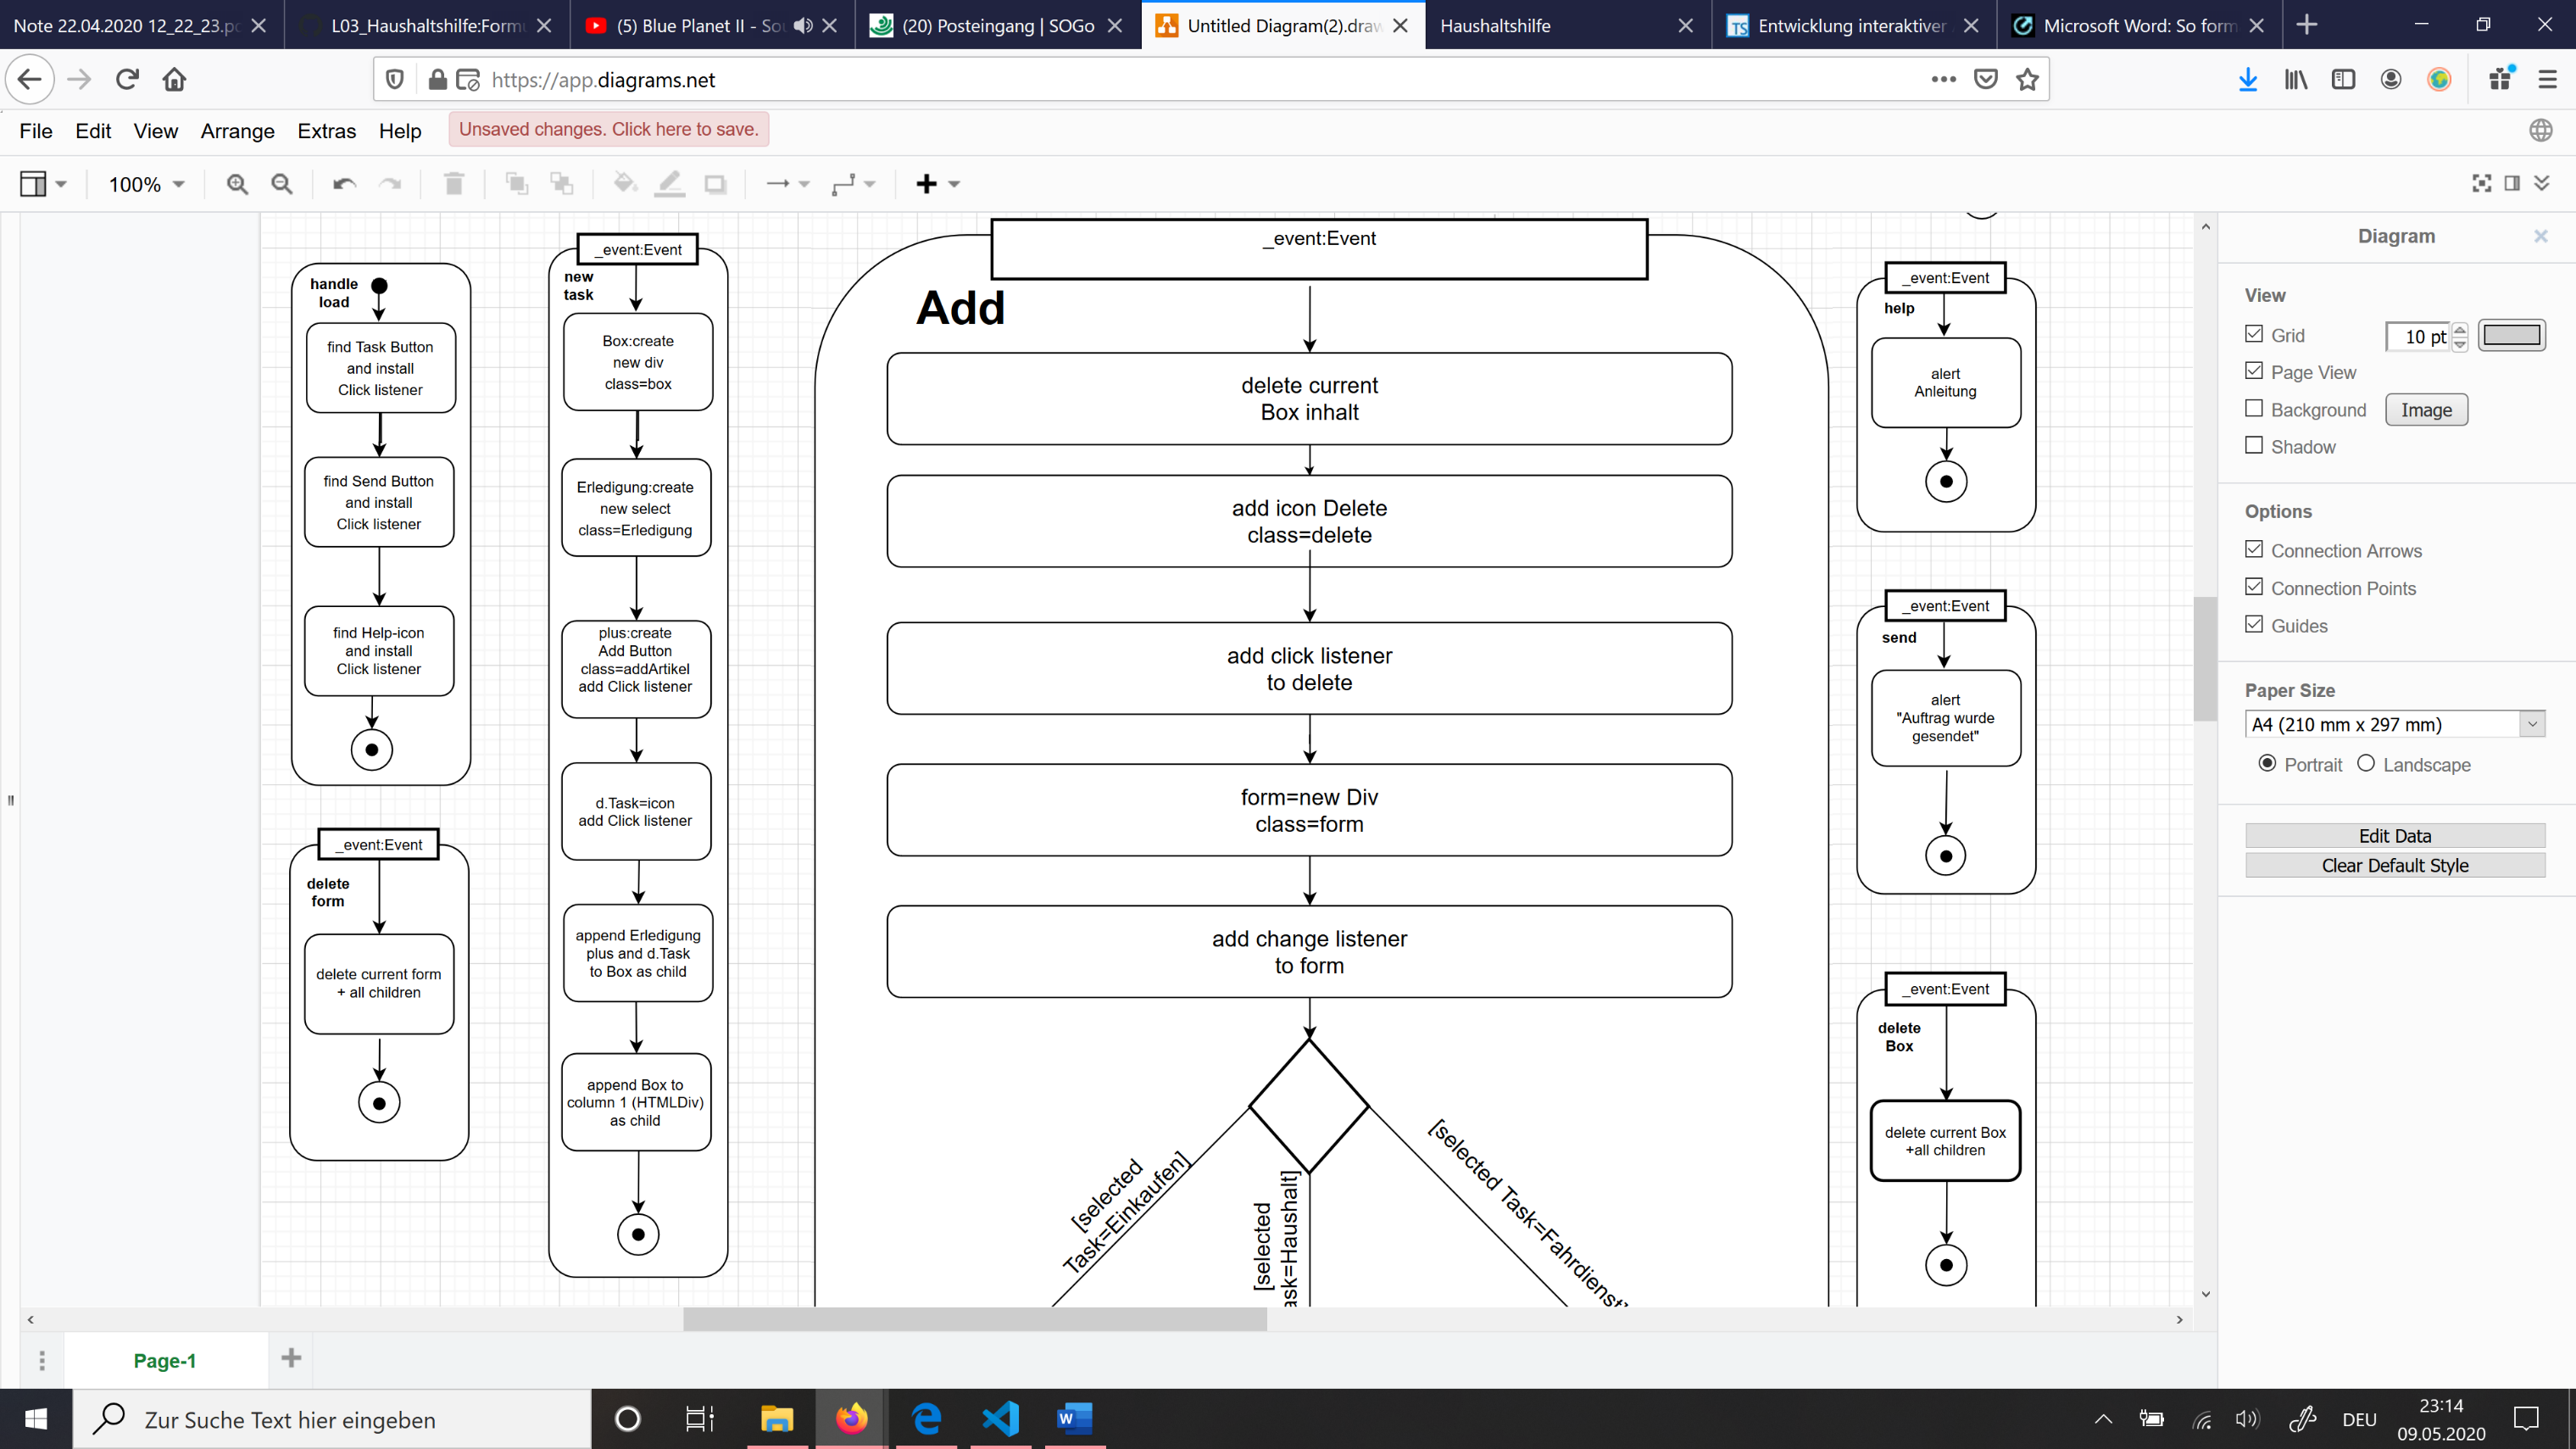 Note 22.04.2020 12_22_23.pd
L03_Haushaltshilfe:Form
(5) Blue Planet II - So
(20) Posteingang | SOGo
Untitled Diagram(2).draw
Haushaltshilfe
Entwicklung interaktiver
Microsoft Word: So form
https://app.diagrams.net
File Edit View Arrange Extras Help
Unsaved changes. Click here to save.
100%
handle
load
find Task Button
and install
Click listener
find Send Button
and install
Click listener
find Help-icon
and install
Click listener
_event:Event
delete
form
delete current form
+ all children
_event:Event
new
task
Box:create
new div
class=box
Erledigung:create
new select
class=Erledigung
plus:create
Add Button
class=addArtikel
add Click listener
d.Task=icon
add Click listener
append Erledigung
plus and d.Task
to Box as child
append Box to
column 1 (HTMLDiv)
as child
_event:Event
Add
delete current
Box inhalt
add icon Delete
class=delete
add click listener
to delete
form=new Div
class=form
add change listener
to form
[selected
Task=Einkaufen]
[selected
ask=Haushalt]
[selected Task=Fahrdienst]
_event:Event
help
alert
Anleitung
_event:Event
send
alert
"Auftrag wurde
gesendet"
_event:Event
delete
Box
delete current Box
+all children
Diagram
View
Grid
10 pt
Page View
Background
Image
Shadow
Options
Connection Arrows
Connection Points
Guides
Paper Size
A4 (210 mm x 297 mm)
Portrait
Landscape
Edit Data
Clear Default Style
Page-1
Zur Suche Text hier eingeben
DEU
23:14
09.05.2020